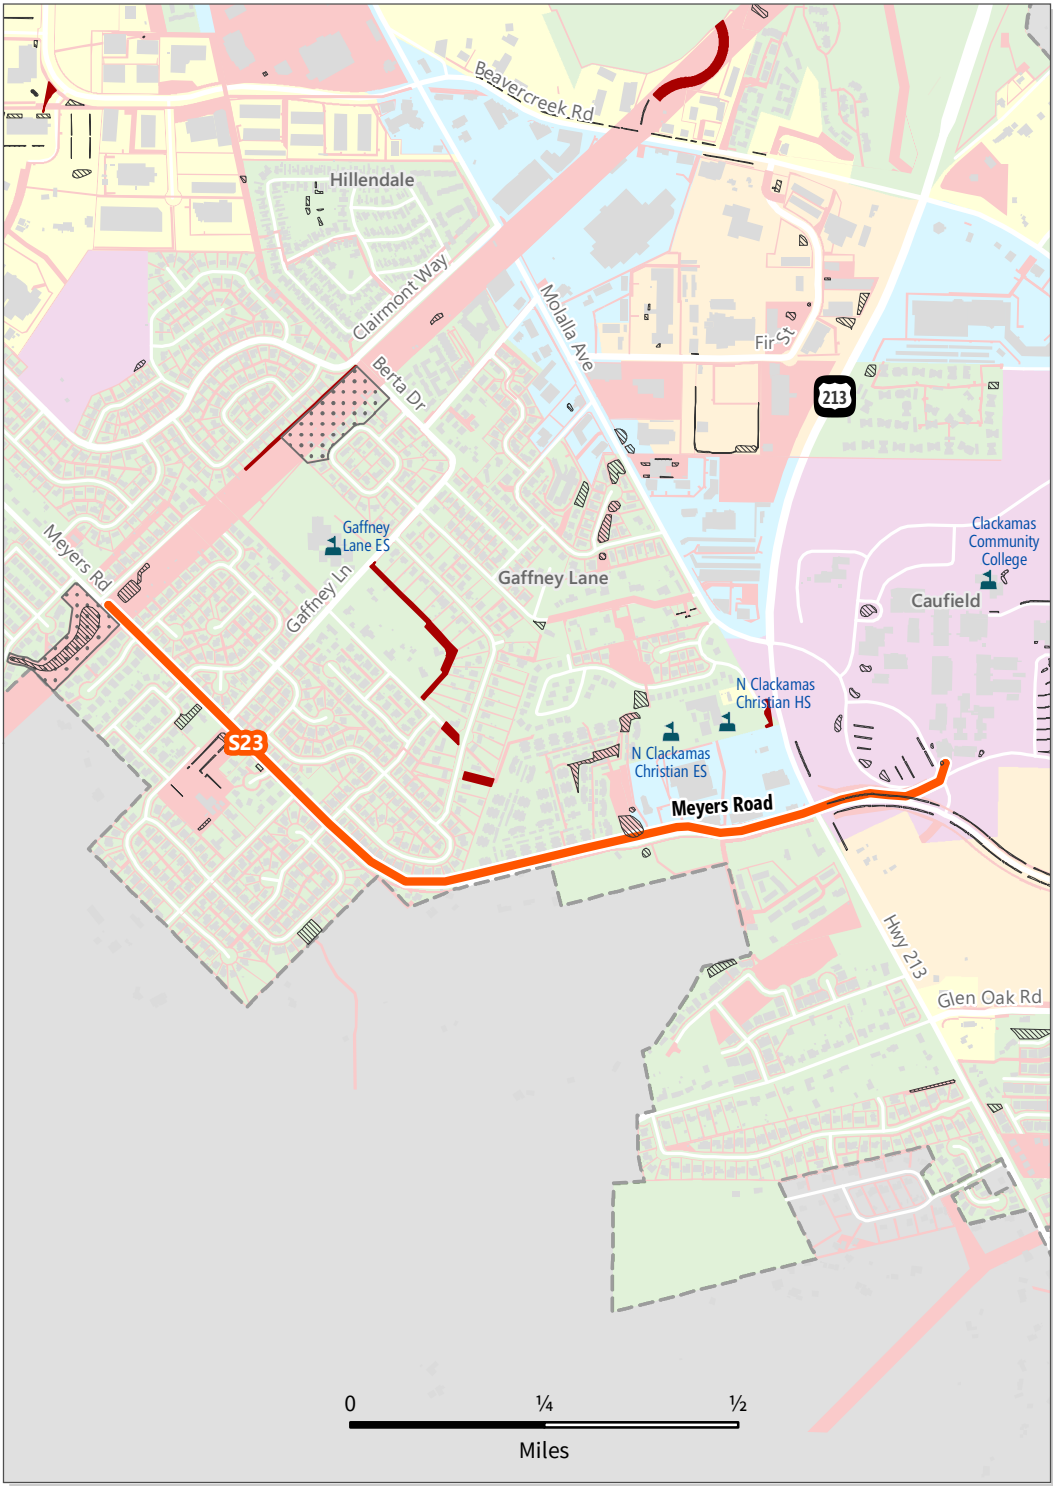 Beavercreek Rd
Hillendale
Clairmont Way
Molalla Ave
Fir St
Berta Dr
213
Meyers Rd
Gaffney
Lane ES
Clackamas
Community
College
Gaffney Lane
Gaffney Ln
Caufield
N Clackamas
Christian HS
S23
N Clackamas
Christian ES
Meyers Road
Hwy 213
Glen Oak Rd
0 ¼ ½
Miles